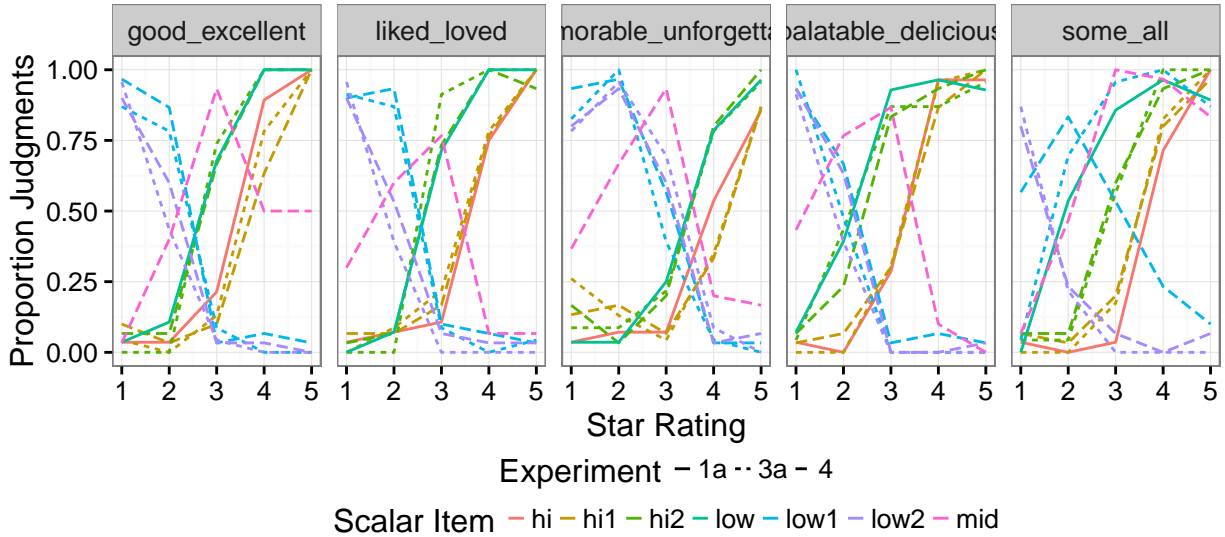 good_excellent liked_loved morable_unforgetta palatable_delicious some_all
Proportion Judgments
1.00
0.75
0.50
0.25
0.00
1 2 3 4 5 1 2 3 4 5 1 2 3 4 5 1 2 3 4 5 1 2 3 4 5
Star Rating
Experiment 1a 3a 4
Scalar Item hi hi1 hi2 low low1 low2 mid